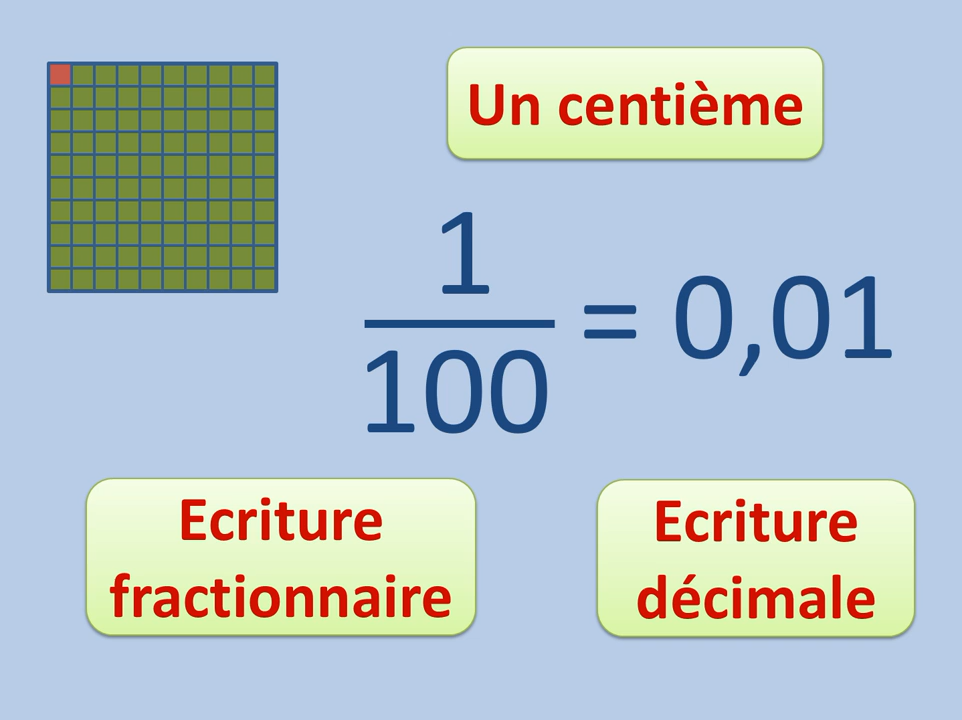 Un centième
1
100
= 0,01
Ecriture
fractionnaire
Ecriture
décimale